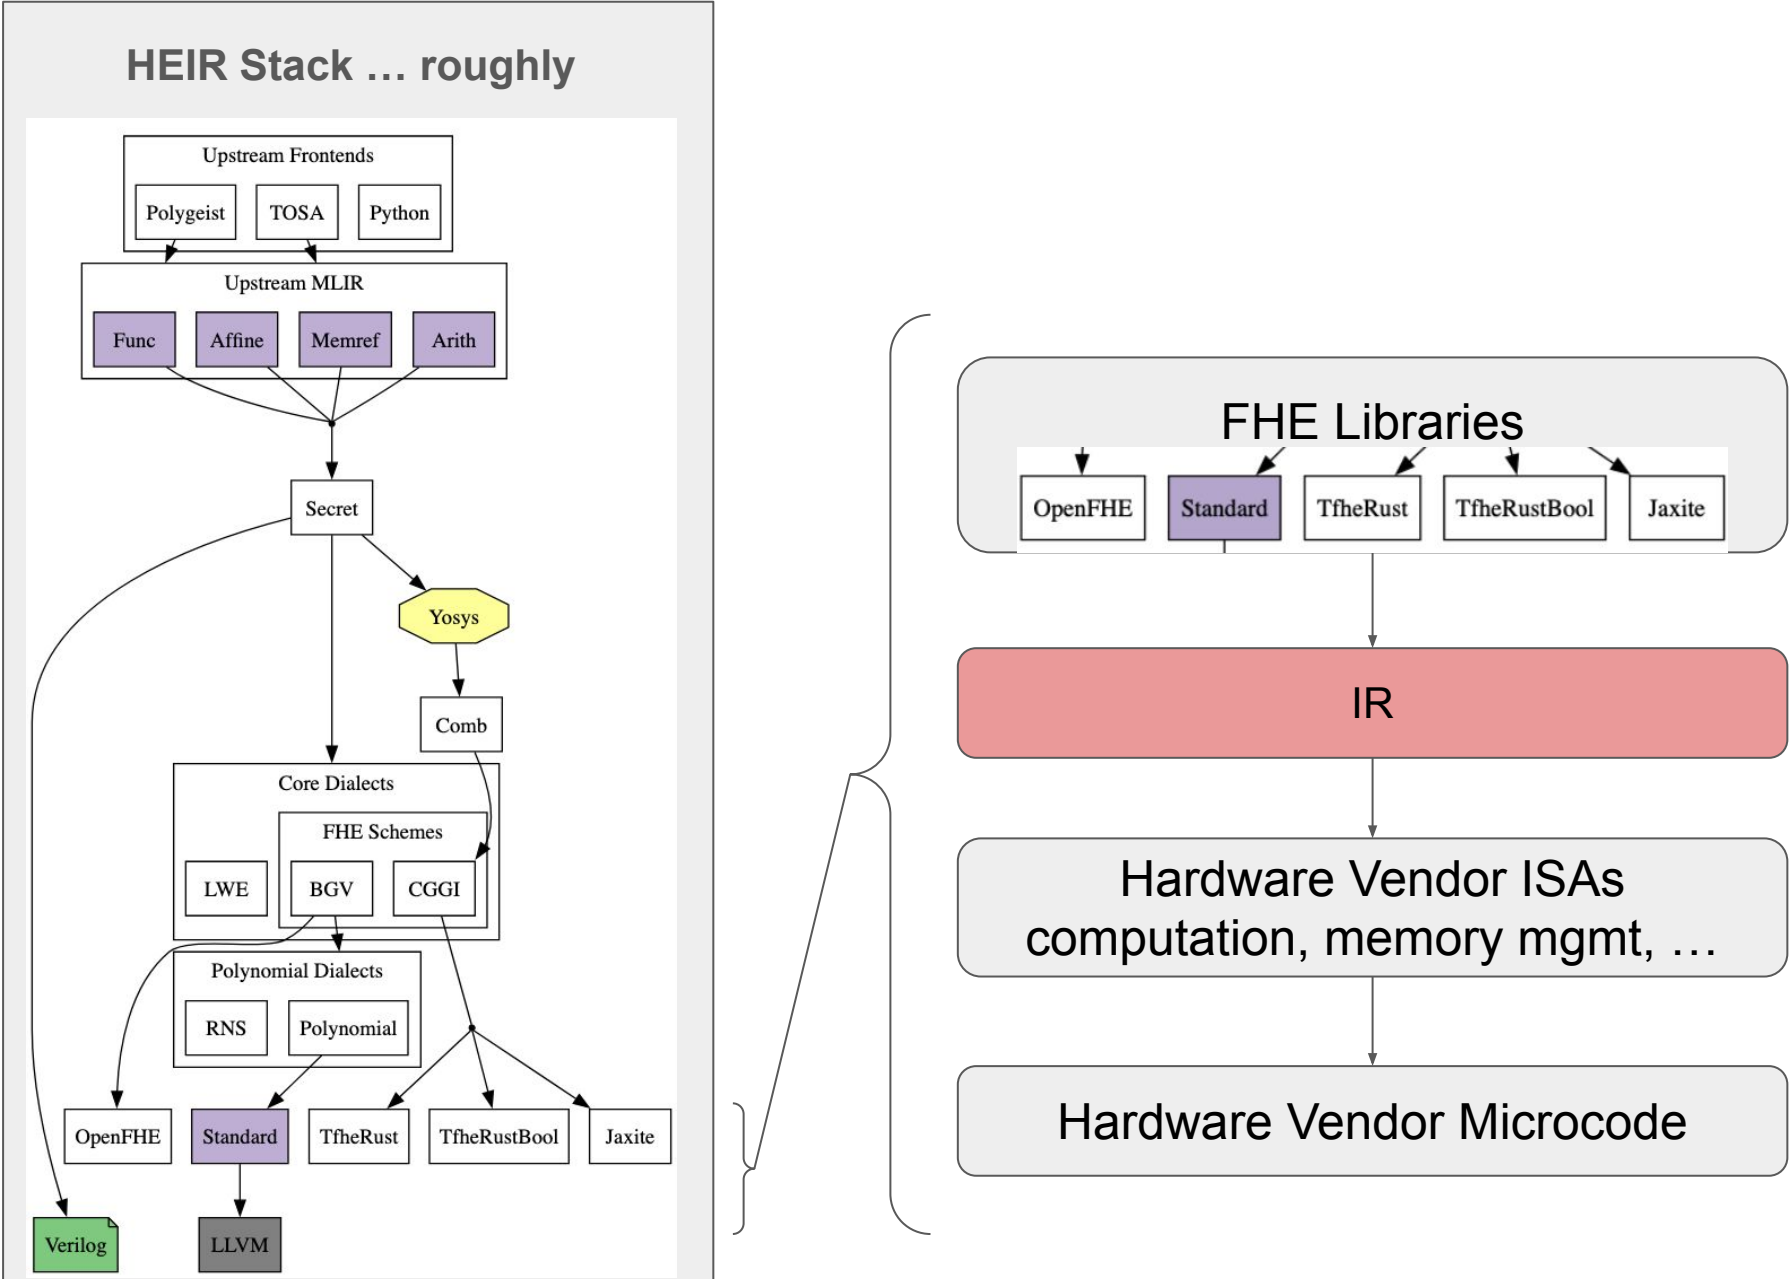 HEIR Stack … roughly
Upstream Frontends
Polygeist
TOSA
Python
Upstream MLIR
Func
Affine
Memref
Arith
Secret
Yosys
Comb
Core Dialects
FHE Schemes
LWE
BGV
CGGI
Polynomial Dialects
RNS
Polynomial
OpenFHE
Standard
TfheRust
TfheRustBool
Jaxite
Verilog
LLVM
FHE Libraries
OpenFHE
Standard
TfheRust
TfheRustBool
Jaxite
IR
Hardware Vendor ISAs
computation, memory mgmt, …
Hardware Vendor Microcode